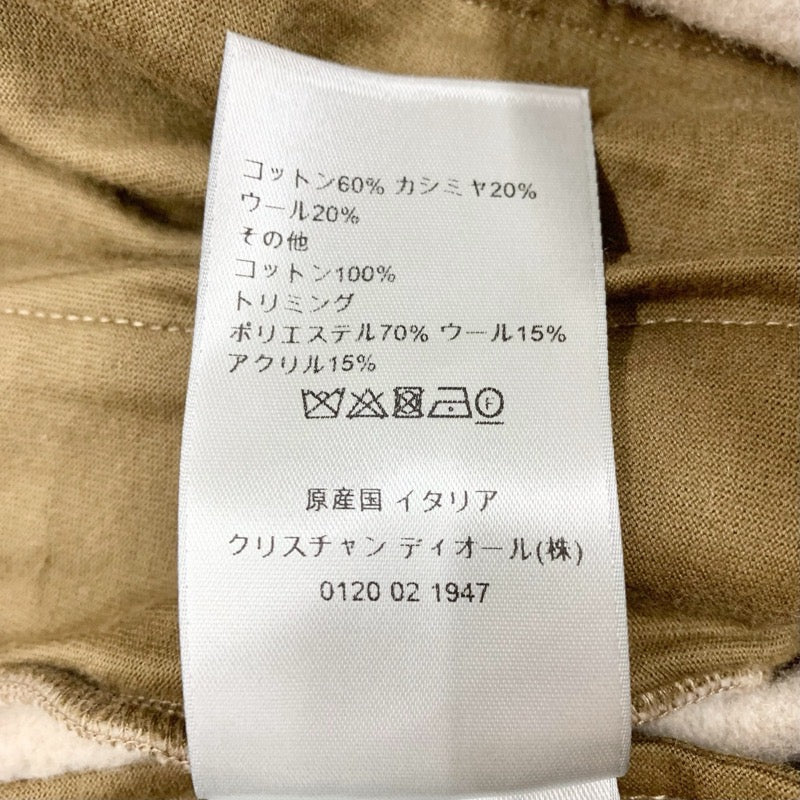 コットン60% カシミヤ20%
ウール20%
その他
コットン100%
トリミング
ポリエステル70% ウール15%
アクリル15%
F
原産国 イタリア
クリスチャン ディオール(株)
0120 02 1947